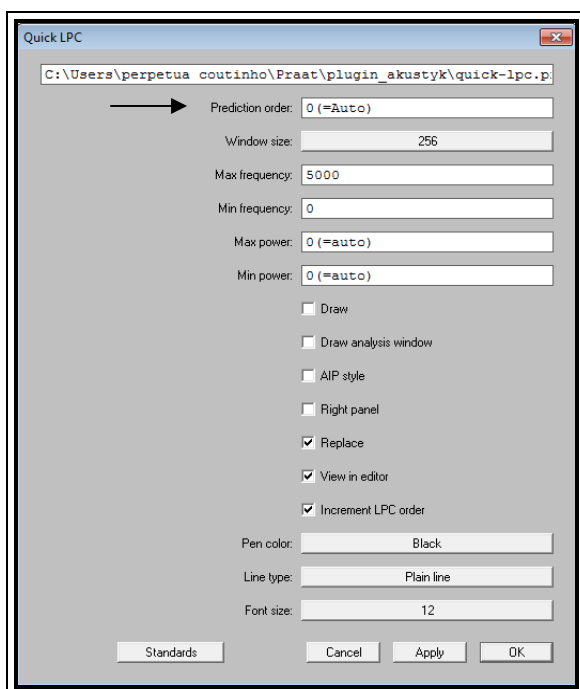 Quick LPC
C:\Users\perpetua coutinho\Praat\plugin_akustyk\quick-lpc.p
Prediction order: 0(=Auto)
Window size: 256
Max frequency: 5000
Min frequency: 0
Max power: 0(=auto)
Min power: 0(=auto)
Draw
Draw analysis window
AIP style
Right panel
Replace
View in editor
Increment LPC order
Pen color: Black
Line type: Plain line
Font size: 12
Standards Cancel Apply OK